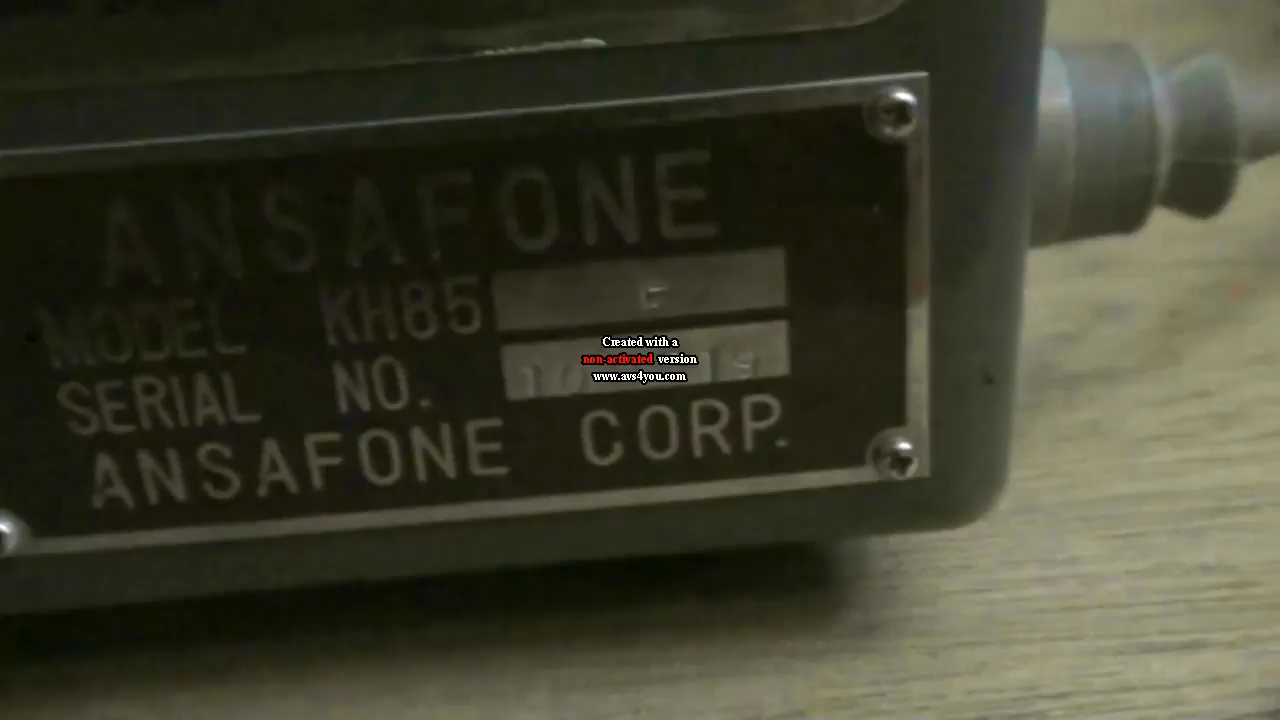 ANSAFONE
MODEL KH85
SERIAL NO.
ANSAFONE CORP.
Created with a
non-activated version
www.avs4you.com